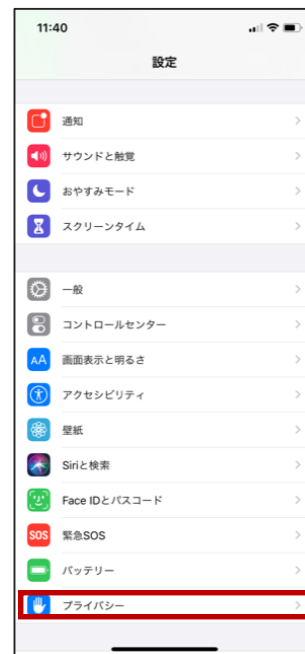 11:40
設定
通知
サウンドと触覚
おやすみモード
スクリーンタイム
一般
コントロールセンター
AA 画面表示と明るさ
アクセシビリティ
壁紙
Siriと検索
Face IDとパスコード
SOS 緊急SOS
バッテリー
プライバシー